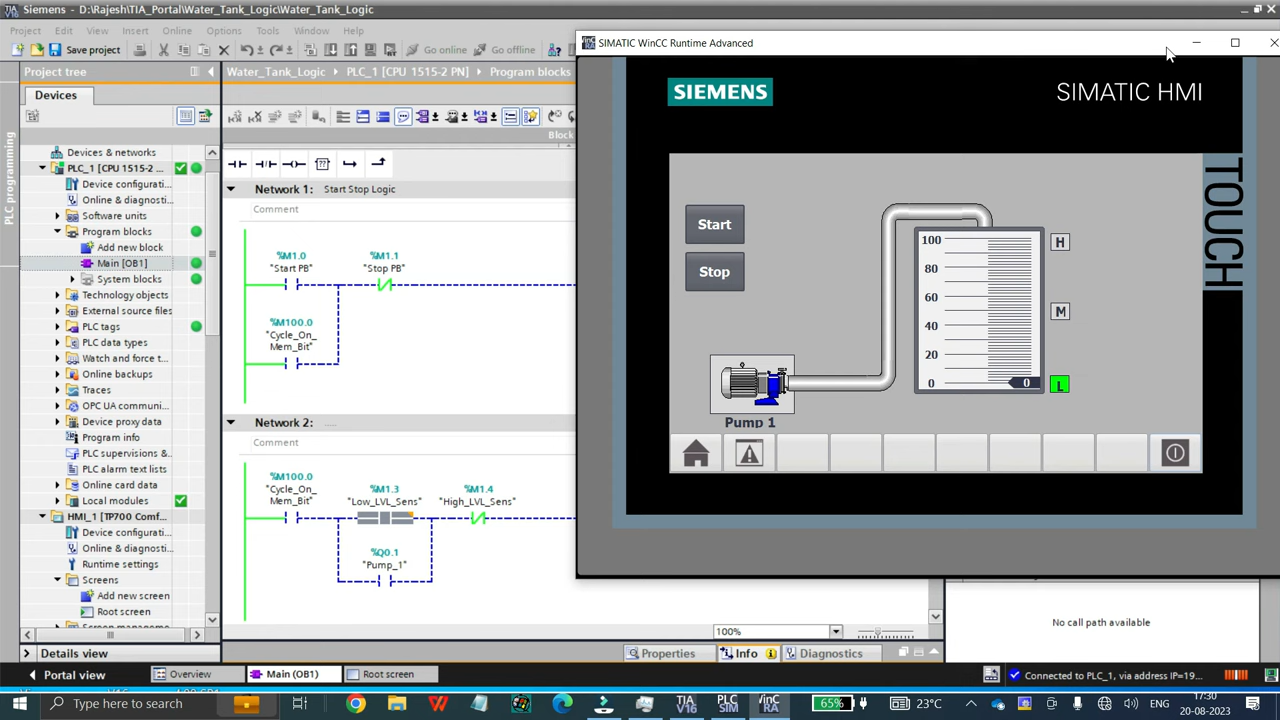 Siemens - D:\Rajesh\TIA_Portal\Water_Tank_Logic\Water_Tank_Logic
Project Edit View Insert Online Options Tools Window Help
Save project
Go online
Go offline
SIMATIC WinCC Runtime Advanced
Project tree
Water_Tank_Logic
PLC_1 [CPU 1515-2 PN]
Program blocks
Devices
PLC programming
Block
Devices & networks
PLC_1 [CPU 1515-2 ...
Device configurati...
Online & diagnosti...
Software units
Program blocks
Add new block
Main [OB1]
System blocks
Technology objects
External source files
PLC tags
PLC data types
Watch and force t...
Online backups
Traces
OPC UA communi...
Device proxy data
Program info
PLC supervisions &...
PLC alarm text lists
Online card data
Local modules
HMI_1 [TP700 Comf...
Device configurati...
Online & diagnosti...
Runtime settings
Screens
Add new screen
Root screen
Details view
Network 1: Start Stop Logic
Comment
%M1.0
"Start PB"
%M1.1
"Stop PB"
%M100.0
"Cycle_On_
Mem_Bit"
Network 2: .....
Comment
%M100.0
"Cycle_On_
Mem_Bit"
%M1.3
"Low_LVL_Sens"
%M1.4
"High_LVL_Sens"
%Q0.1
"Pump_1"
100%
SIEMENS
SIMATIC HMI
TOUCH
Start
Stop
100
80
60
40
20
0
0
H
M
L
Pump 1
No call path available
Properties
Info
Diagnostics
Portal view
Overview
Main (OB1)
Root screen
Connected to PLC_1, via address IP=19...
Type here to search
65%
23°C
ENG
17:30
20-08-2023